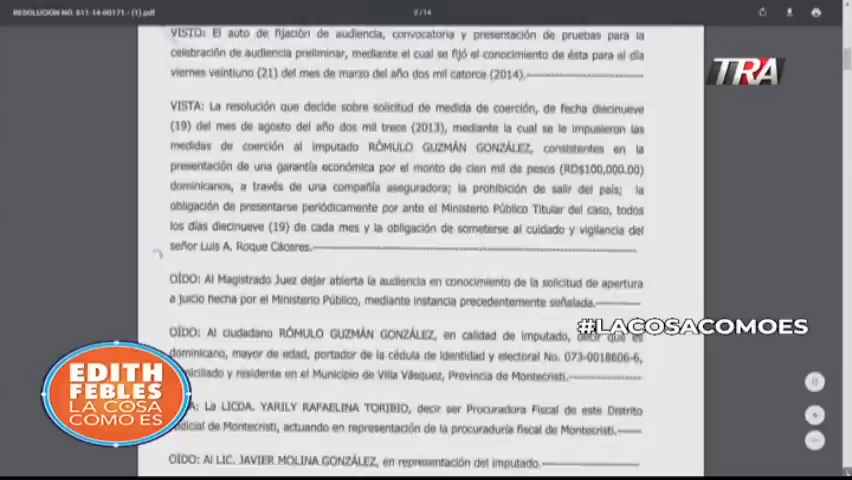 RESOLUCIÓN NO. 611-14-00171 - (1).pdf
2 / 14
VISTO: El auto de fijación de audiencia, convocatoria y presentación de pruebas para la
celebración de audiencia preliminar, mediante el cual se fijó el conocimiento de ésta para el día
viernes veintiuno (21) del mes de marzo del año dos mil catorce (2014).
TRA
VISTA: La resolución que decide sobre solicitud de medida de coerción, de fecha diecinueve
(19) del mes de agosto del año dos mil trece (2013), mediante la cual se le impusieron las
medidas de coerción al imputado RÓMULO GUZMÁN GONZÁLEZ, consistentes en la
presentación de una garantía económica por el monto de cien mil de pesos (RD$100,000.00)
dominicanos, a través de una compañía aseguradora; la prohibición de salir del país; la
obligación de presentarse periódicamente por ante el Ministerio Público Titular del caso, todos
los días diecinueve (19) de cada mes y la obligación de someterse al cuidado y vigilancia del
señor Luis A. Roque Cáceres.
OÍDO: Al Magistrado Juez dejar abierta la audiencia en conocimiento de la solicitud de apertura
a juicio hecha por el Ministerio Público, mediante instancia precedentemente señalada.
#LACOSACOMOES
OÍDO: Al ciudadano RÓMULO GUZMÁN GONZÁLEZ, en calidad de imputado, decir que es
dominicano, mayor de edad, portador de la cédula de identidad y electoral No. 073-0018606-6,
domiciliado y residente en el Municipio de Villa Vásquez, Provincia de Montecristi.
La LICDA. YARILY RAFAELINA TORIBIO, decir ser Procuradora Fiscal de este Distrito
Judicial de Montecristi, actuando en representación de la procuraduría fiscal de Montecristi.
OÍDO: Al LIC. JAVIER MOLINA GONZÁLEZ, en representación del imputado.
EDITH
FEBLES
LA COSA
COMO ES